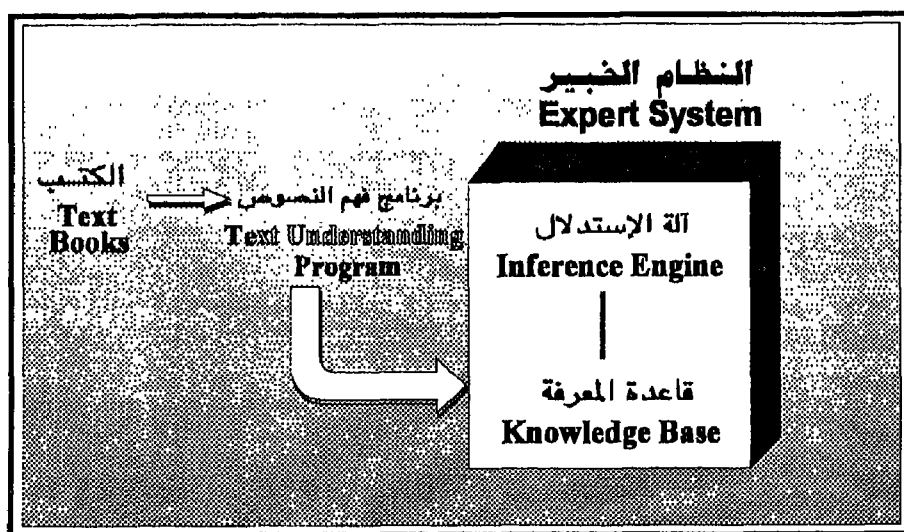 النظام الخبير
Expert System
الكتب
Text
Books
برنامج فهم النصوص
Text Understanding
Program
آلة الإستدلال
Inference Engine
قاعدة المعرفة
Knowledge Base